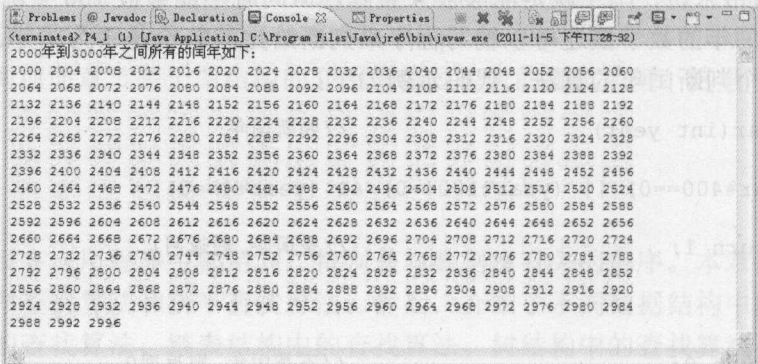 Problems @ Javadoc Declaration Console Properties
<terminated> P4_1 (1) [Java Application] C:\Program Files\Java\jre6\bin\javaw.exe (2011-11-5 下午11:28:32)
2000年到3000年之间所有的闰年如下:
2000 2004 2008 2012 2016 2020 2024 2028 2032 2036 2040 2044 2048 2052 2056 2060
2064 2068 2072 2076 2080 2084 2088 2092 2096 2104 2108 2112 2116 2120 2124 2128
2132 2136 2140 2144 2148 2152 2156 2160 2164 2168 2172 2176 2180 2184 2188 2192
2196 2204 2208 2212 2216 2220 2224 2228 2232 2236 2240 2244 2248 2252 2256 2260
2264 2268 2272 2276 2280 2284 2288 2292 2296 2304 2308 2312 2316 2320 2324 2328
2332 2336 2340 2344 2348 2352 2356 2360 2364 2368 2372 2376 2380 2384 2388 2392
2396 2400 2404 2408 2412 2416 2420 2424 2428 2432 2436 2440 2444 2448 2452 2456
2460 2464 2468 2472 2476 2480 2484 2488 2492 2496 2504 2508 2512 2516 2520 2524
2528 2532 2536 2540 2544 2548 2552 2556 2560 2564 2568 2572 2576 2580 2584 2588
2592 2596 2604 2608 2612 2616 2620 2624 2628 2632 2636 2640 2644 2648 2652 2656
2660 2664 2668 2672 2676 2680 2684 2688 2692 2696 2704 2708 2712 2716 2720 2724
2728 2732 2736 2740 2744 2748 2752 2756 2760 2764 2768 2772 2776 2780 2784 2788
2792 2796 2800 2804 2808 2812 2816 2820 2824 2828 2832 2836 2840 2844 2848 2852
2856 2860 2864 2868 2872 2876 2880 2884 2888 2892 2896 2904 2908 2912 2916 2920
2924 2928 2932 2936 2940 2944 2948 2952 2956 2960 2964 2968 2972 2976 2980 2984
2988 2992 2996